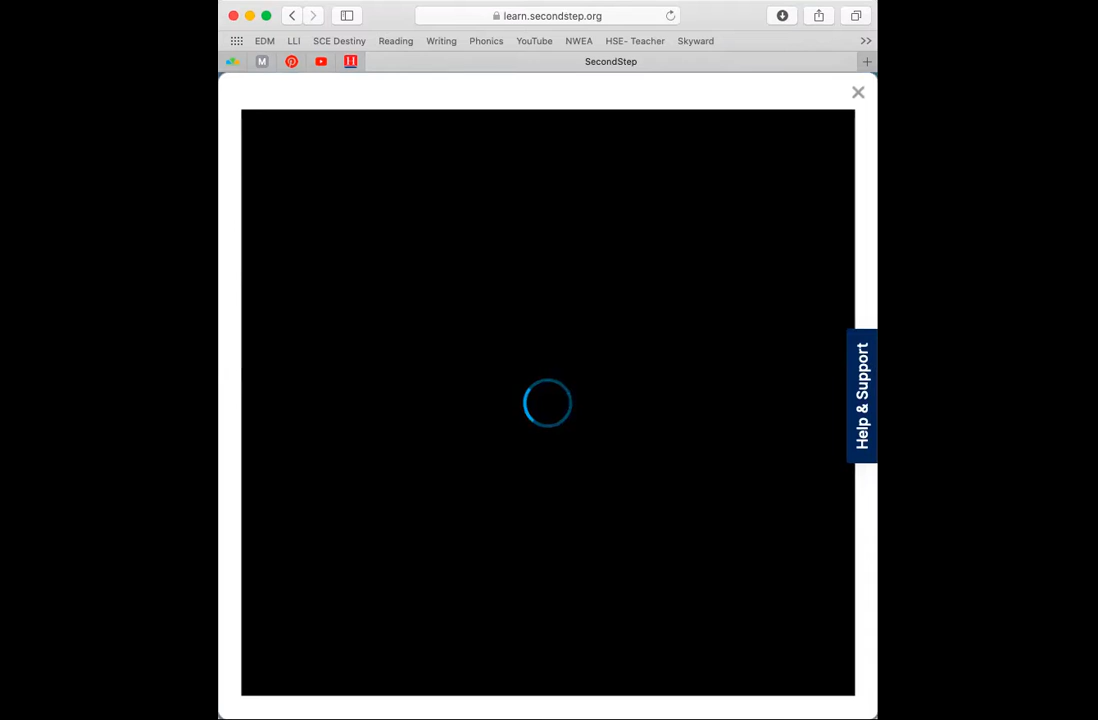 learn.secondstep.org
EDM LLI SCE Destiny Reading Writing Phonics YouTube NWEA HSE- Teacher Skyward
M H SecondStep
Help & Support